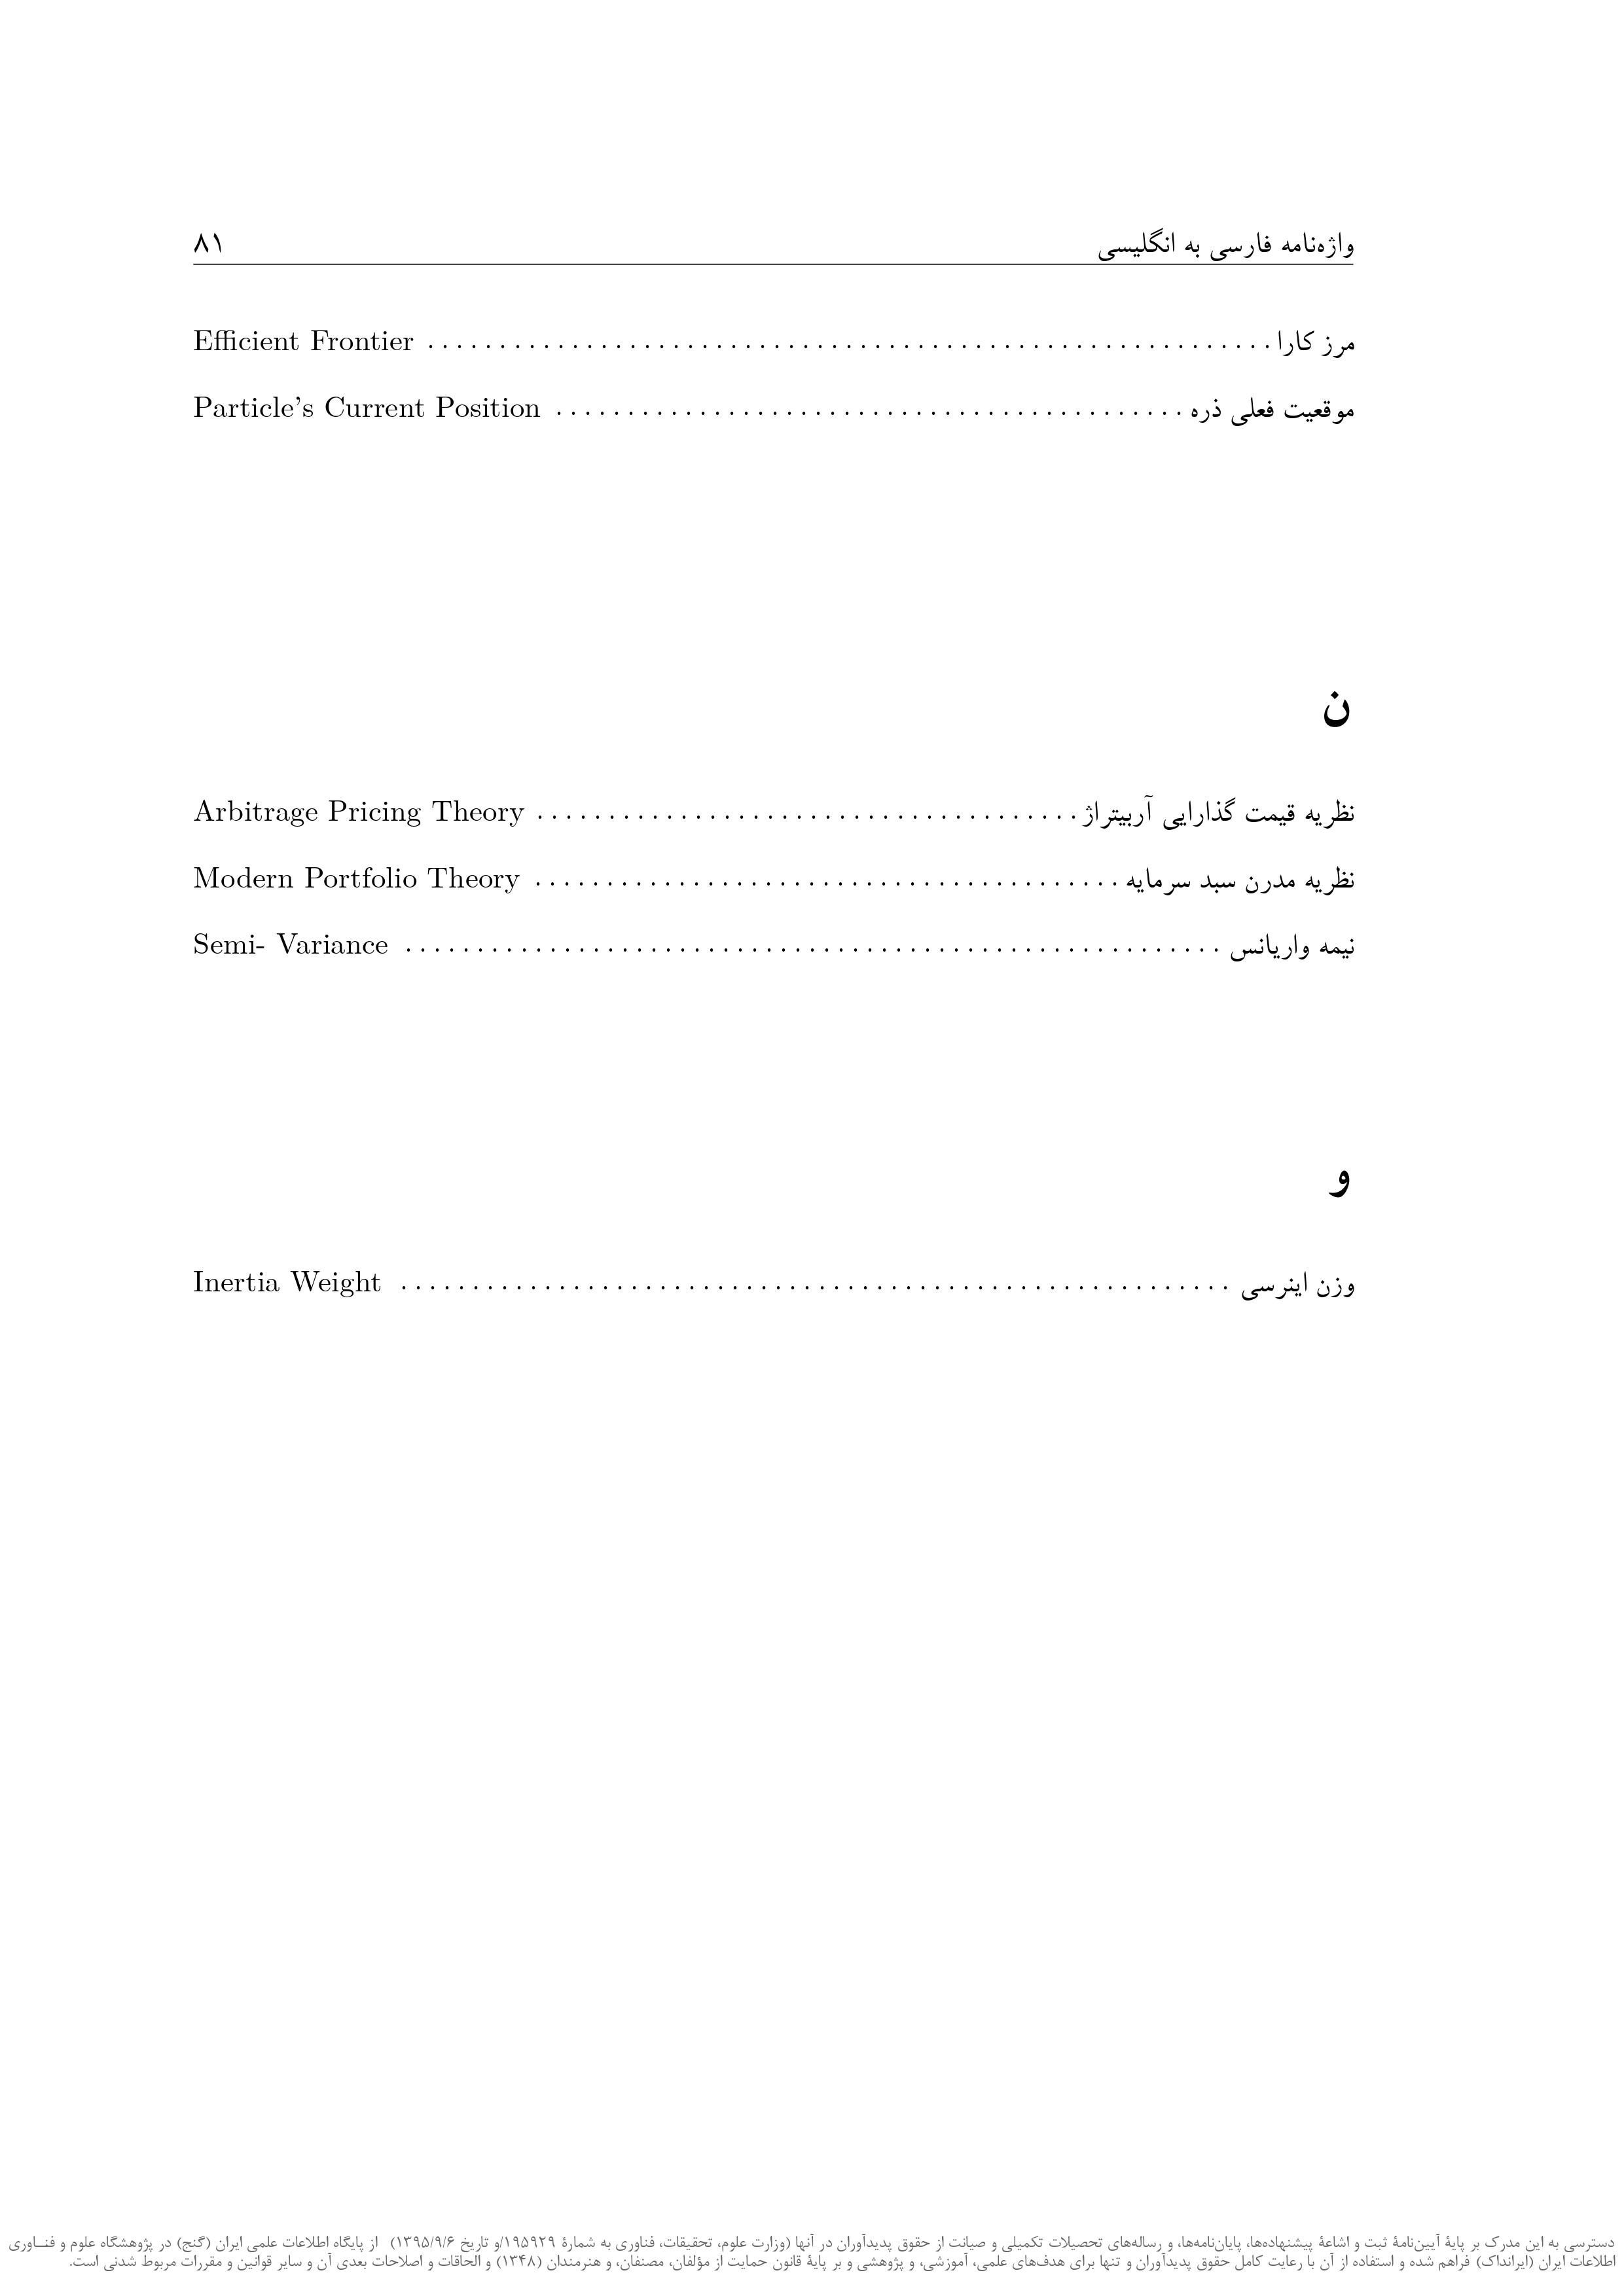 واژه‌نامه فارسی به انگلیسی ۸۱
مرز کارا . . . . . . . . . . . . . . . . . . . . . . . . . . . . . . Efficient Frontier
موقعیت فعلی ذره . . . . . . . . . . . . . . . . . . . . . . . . . . . . . . Particle's Current Position
ن
نظریه قیمت گذارایی آربیتراژ . . . . . . . . . . . . . . . . . . . . . . . . . . . . . . Arbitrage Pricing Theory
نظریه مدرن سبد سرمایه . . . . . . . . . . . . . . . . . . . . . . . . . . . . . . Modern Portfolio Theory
نیمه واریانس . . . . . . . . . . . . . . . . . . . . . . . . . . . . . . Semi- Variance
و
وزن اینرسی . . . . . . . . . . . . . . . . . . . . . . . . . . . . . . Inertia Weight
دسترسی به این مدرک بر پایهٔ آیین‌نامهٔ ثبت و اشاعهٔ پیشنهاده‌ها، پایان‌نامه‌ها، و رساله‌های تحصیلات تکمیلی و صیانت از حقوق پدیدآوران در آنها (وزارت علوم، تحقیقات، فناوری به شمارهٔ ۱۹۵۹۲۹/و تاریخ ۱۳۹۵/۹/۶) از پایگاه اطلاعات علمی ایران (گنج) در پژوهشگاه علوم و فنــاوری
اطلاعات ایران (ایرانداک) فراهم شده و استفاده از آن با رعایت کامل حقوق پدیدآوران و تنها برای هدف‌های علمی، آموزشی، و پژوهشی و بر پایهٔ قانون حمایت از مؤلفان، مصنفان، و هنرمندان (۱۳۴۸) و الحاقات و اصلاحات بعدی آن و سایر قوانین و مقررات مربوط شدنی است.